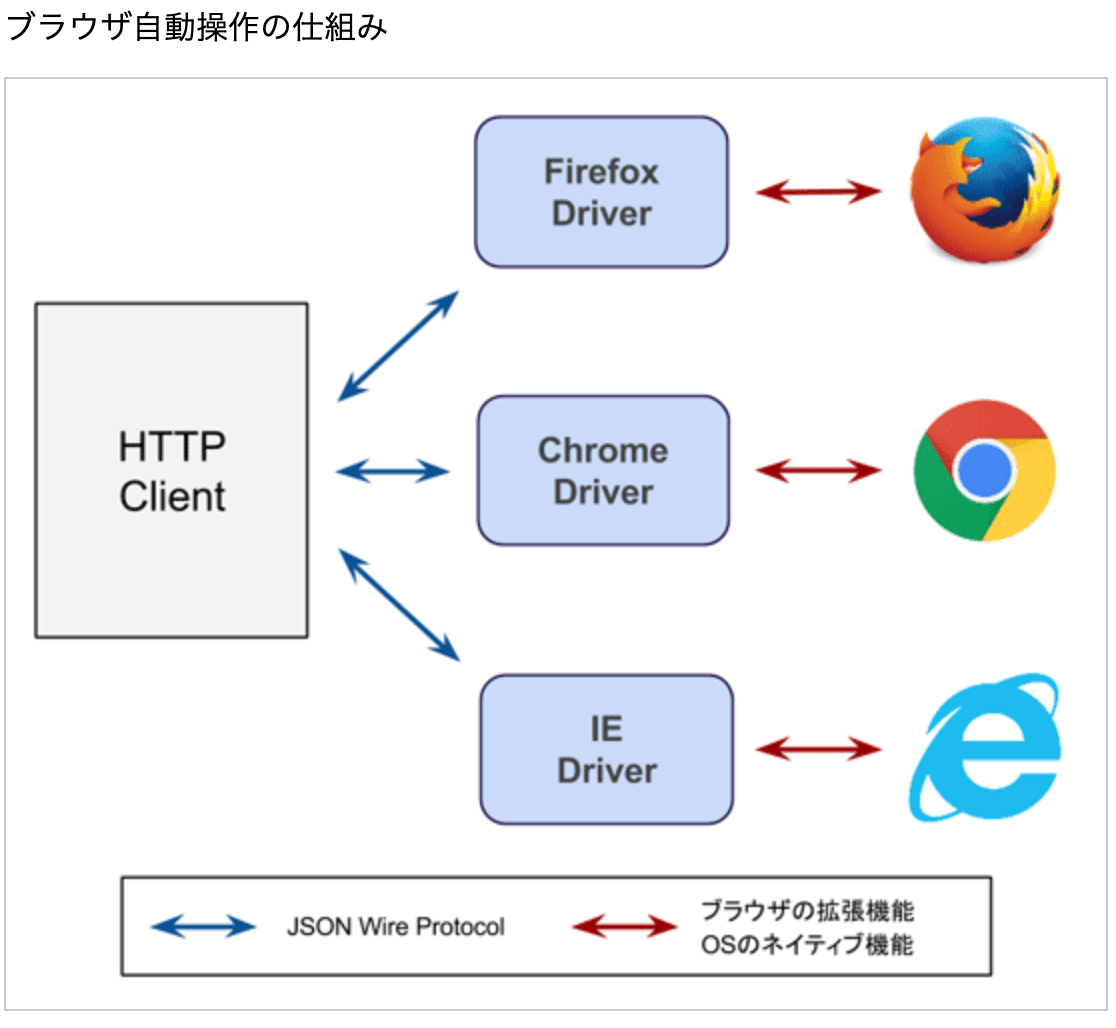 ブラウザ自動操作の仕組み
Firefox
Driver
HTTP
Client
Chrome
Driver
IE
Driver
JSON Wire Protocol
ブラウザの拡張機能
OSのネイティブ機能